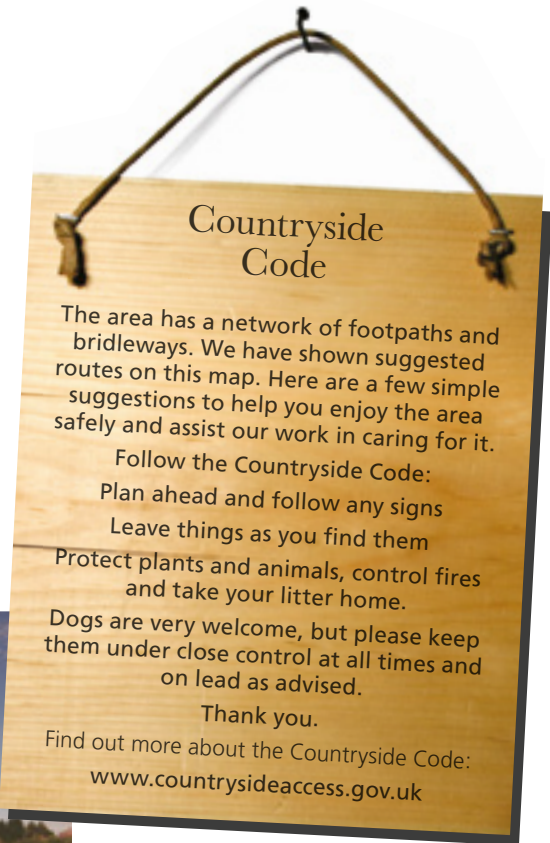 Countryside
Code
The area has a network of footpaths and
bridleways. We have shown suggested
routes on this map. Here are a few simple
suggestions to help you enjoy the area
safely and assist our work in caring for it.
Follow the Countryside Code:
Plan ahead and follow any signs
Leave things as you find them
Protect plants and animals, control fires
and take your litter home.
Dogs are very welcome, but please keep
them under close control at all times and
on lead as advised.
Thank you.
Find out more about the Countryside Code:
www.countrysideaccess.gov.uk